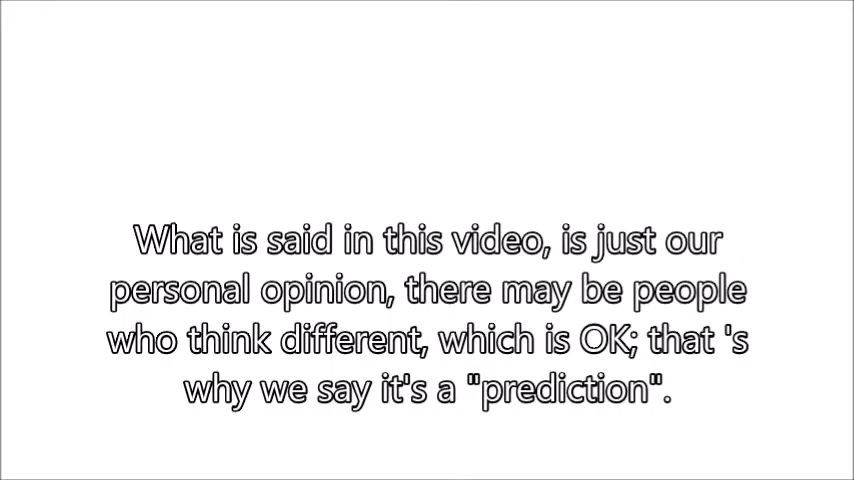 What is said in this video, is just our
personal opinion, there may be people
who think different, which is OK; that 's
why we say it's a "prediction".